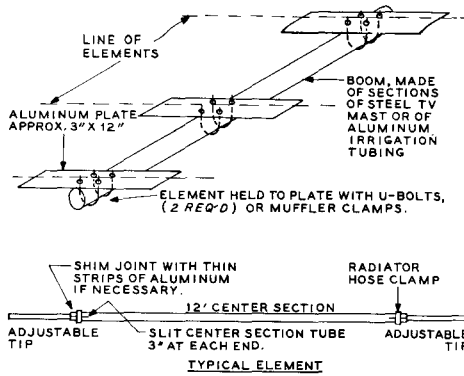 LINE OF
ELEMENTS
BOOM, MADE
OF SECTIONS
OF STEEL TV
MAST OR OF
ALUMINUM
IRRIGATION
TUBING
ALUMINUM PLATE
APPROX. 3" X 12"
ELEMENT HELD TO PLATE WITH U-BOLTS,
(2 REQ'D) OR MUFFLER CLAMPS.
SHIM JOINT WITH THIN
STRIPS OF ALUMINUM
IF NECESSARY.
RADIATOR
HOSE CLAMP
12' CENTER SECTION
ADJUSTABLE
TIP
SLIT CENTER SECTION TUBE
3" AT EACH END.
ADJUSTABLE
TIP
TYPICAL ELEMENT